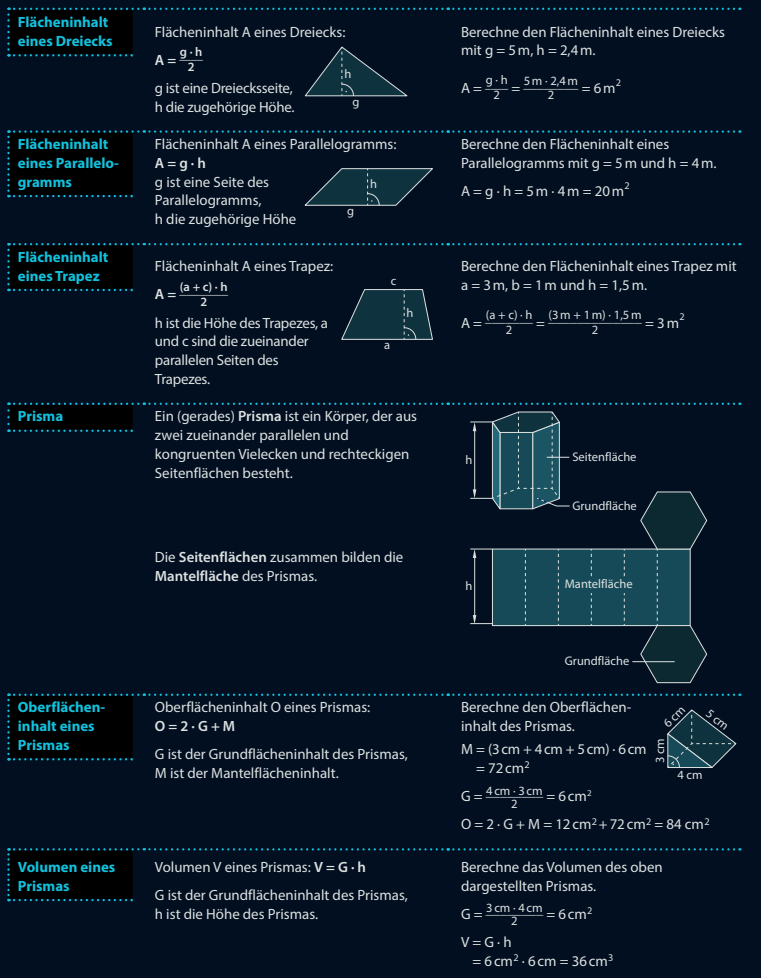 Flächeninhalt
eines Dreiecks
Flächeninhalt A eines Dreiecks:
A = g · h / 2
g ist eine Dreiecksseite,
h die zugehörige Höhe.
h
g
Berechne den Flächeninhalt eines Dreiecks
mit g = 5 m, h = 2,4 m.
A = g · h / 2 = 5 m · 2,4 m / 2 = 6 m²
Flächeninhalt
eines Parallelo-
gramms
Flächeninhalt A eines Parallelogramms:
A = g · h
g ist eine Seite des
Parallelogramms,
h die zugehörige Höhe
h
g
Berechne den Flächeninhalt eines
Parallelogramms mit g = 5 m und h = 4 m.
A = g · h = 5 m · 4 m = 20 m²
Flächeninhalt
eines Trapez
Flächeninhalt A eines Trapez:
A = (a + c) · h / 2
h ist die Höhe des Trapezes, a
und c sind die zueinander
parallelen Seiten des
Trapezes.
c
h
a
Berechne den Flächeninhalt eines Trapez mit
a = 3 m, b = 1 m und h = 1,5 m.
A = (a + c) · h / 2 = (3 m + 1 m) · 1,5 m / 2 = 3 m²
Prisma
Ein (gerades) Prisma ist ein Körper, der aus
zwei zueinander parallelen und
kongruenten Vielecken und rechteckigen
Seitenflächen besteht.
h
Seitenfläche
Grundfläche
Die Seitenflächen zusammen bilden die
Mantelfläche des Prismas.
h
Mantelfläche
Grundfläche
Oberflächen-
inhalt eines
Prismas
Oberflächeninhalt O eines Prismas:
O = 2 · G + M
G ist der Grundflächeninhalt des Prismas,
M ist der Mantelflächeninhalt.
Berechne den Oberflächen-
inhalt des Prismas.
M = (3 cm + 4 cm + 5 cm) · 6 cm
= 72 cm²
G = 4 cm · 3 cm / 2 = 6 cm²
O = 2 · G + M = 12 cm² + 72 cm² = 84 cm²
6 cm
5 cm
3 cm
4 cm
Volumen eines
Prismas
Volumen V eines Prismas: V = G · h
G ist der Grundflächeninhalt des Prismas,
h ist die Höhe des Prismas.
Berechne das Volumen des oben
dargestellten Prismas.
G = 3 cm · 4 cm / 2 = 6 cm²
V = G · h
= 6 cm² · 6 cm = 36 cm³